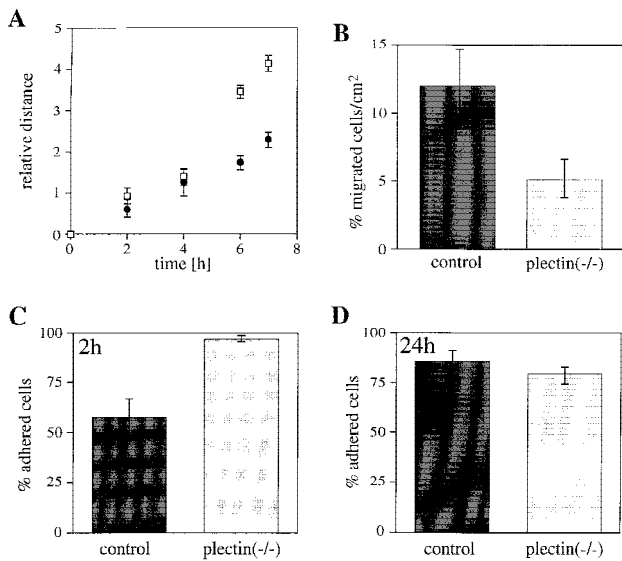 A
5
4
3
2
1
0
relative distance
0 2 4 6 8
time [h]
B
15
10
5
0
% migrated cells/cm2
control plectin(-/-)
C
100
75
50
25
0
% adhered cells
2h
control plectin(-/-)
D
100
75
50
25
0
% adhered cells
24h
control plectin(-/-)